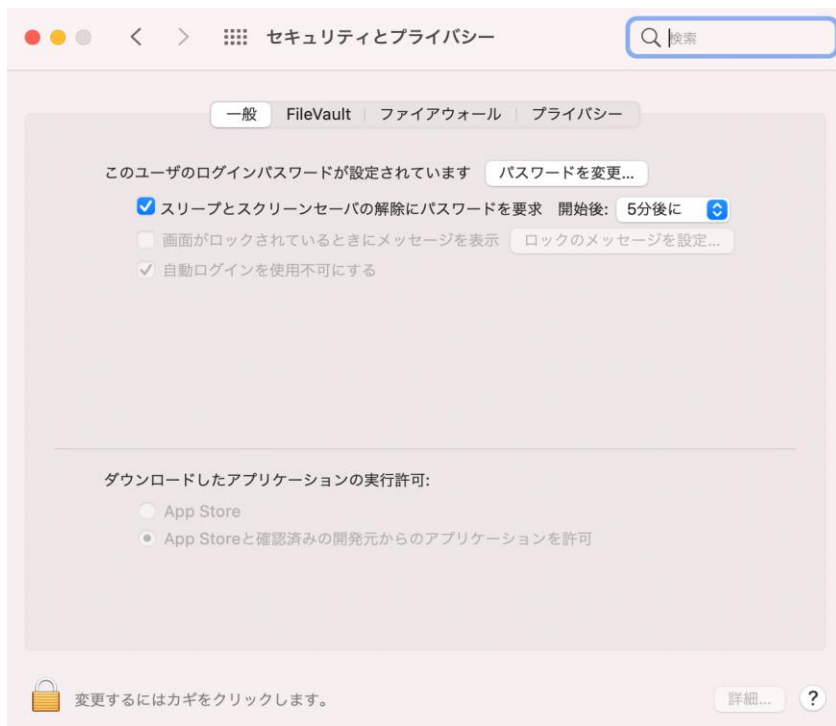 セキュリティとプライバシー 検索
一般 FileVault ファイアウォール プライバシー
このユーザのログインパスワードが設定されています パスワードを変更...
スリープとスクリーンセーバの解除にパスワードを要求 開始後: 5分後に
画面がロックされているときにメッセージを表示 ロックのメッセージを設定...
自動ログインを使用不可にする
ダウンロードしたアプリケーションの実行許可:
App Store
App Storeと確認済みの開発元からのアプリケーションを許可
変更するにはカギをクリックします。 詳細... ?